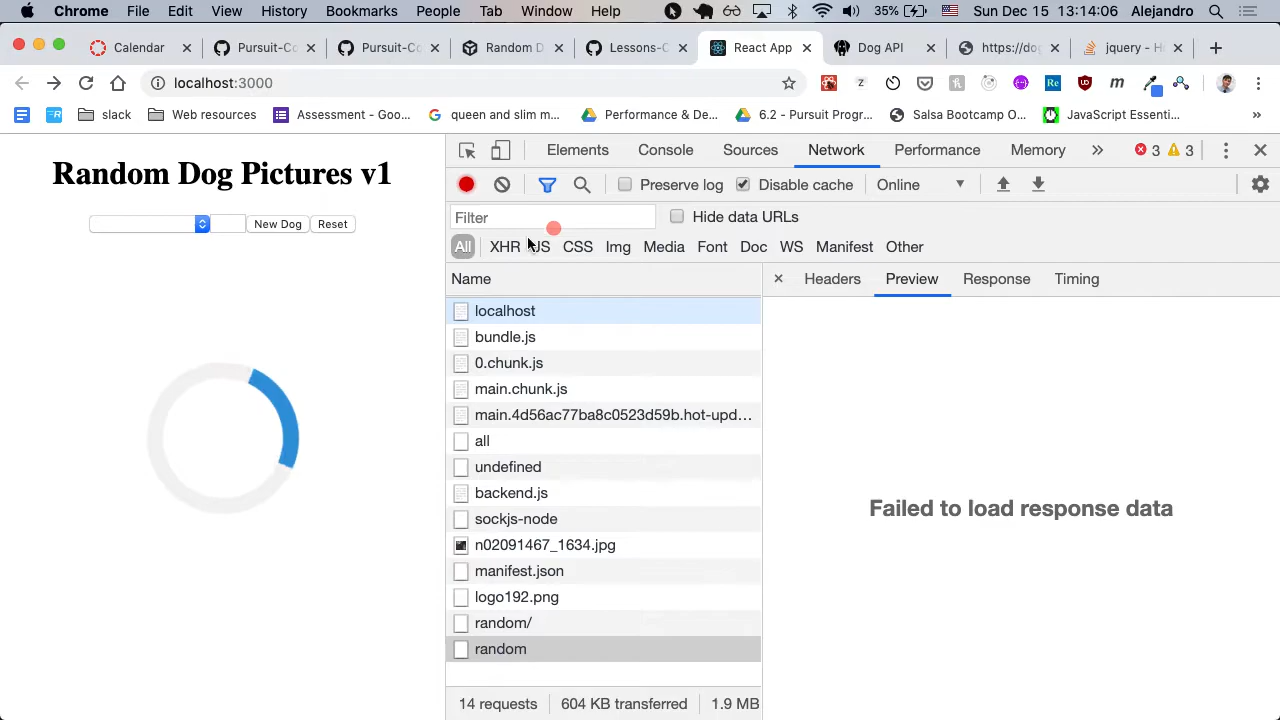 Chrome File Edit View History Bookmarks People Tab Window Help 35% Sun Dec 15 13:14:06 Alejandro
Calendar Pursuit-Co Pursuit-Co Random D Lessons-C React App Dog API https://dog jquery - H
localhost:3000
slack Web resources Assessment - Goo... queen and slim m... Performance & De... 6.2 - Pursuit Progr... Salsa Bootcamp O... JavaScript Essenti... »
Elements Console Sources Network Performance Memory » 3 3
Preserve log Disable cache Online
Filter Hide data URLs
All XHR JS CSS Img Media Font Doc WS Manifest Other
Random Dog Pictures v1
New Dog Reset
Name
Headers Preview Response Timing
localhost
bundle.js
0.chunk.js
main.chunk.js
main.4d56ac77ba8c0523d59b.hot-upd...
all
undefined
backend.js
sockjs-node
n02091467_1634.jpg
manifest.json
logo192.png
random/
random
Failed to load response data
14 requests 604 KB transferred 1.9 MB